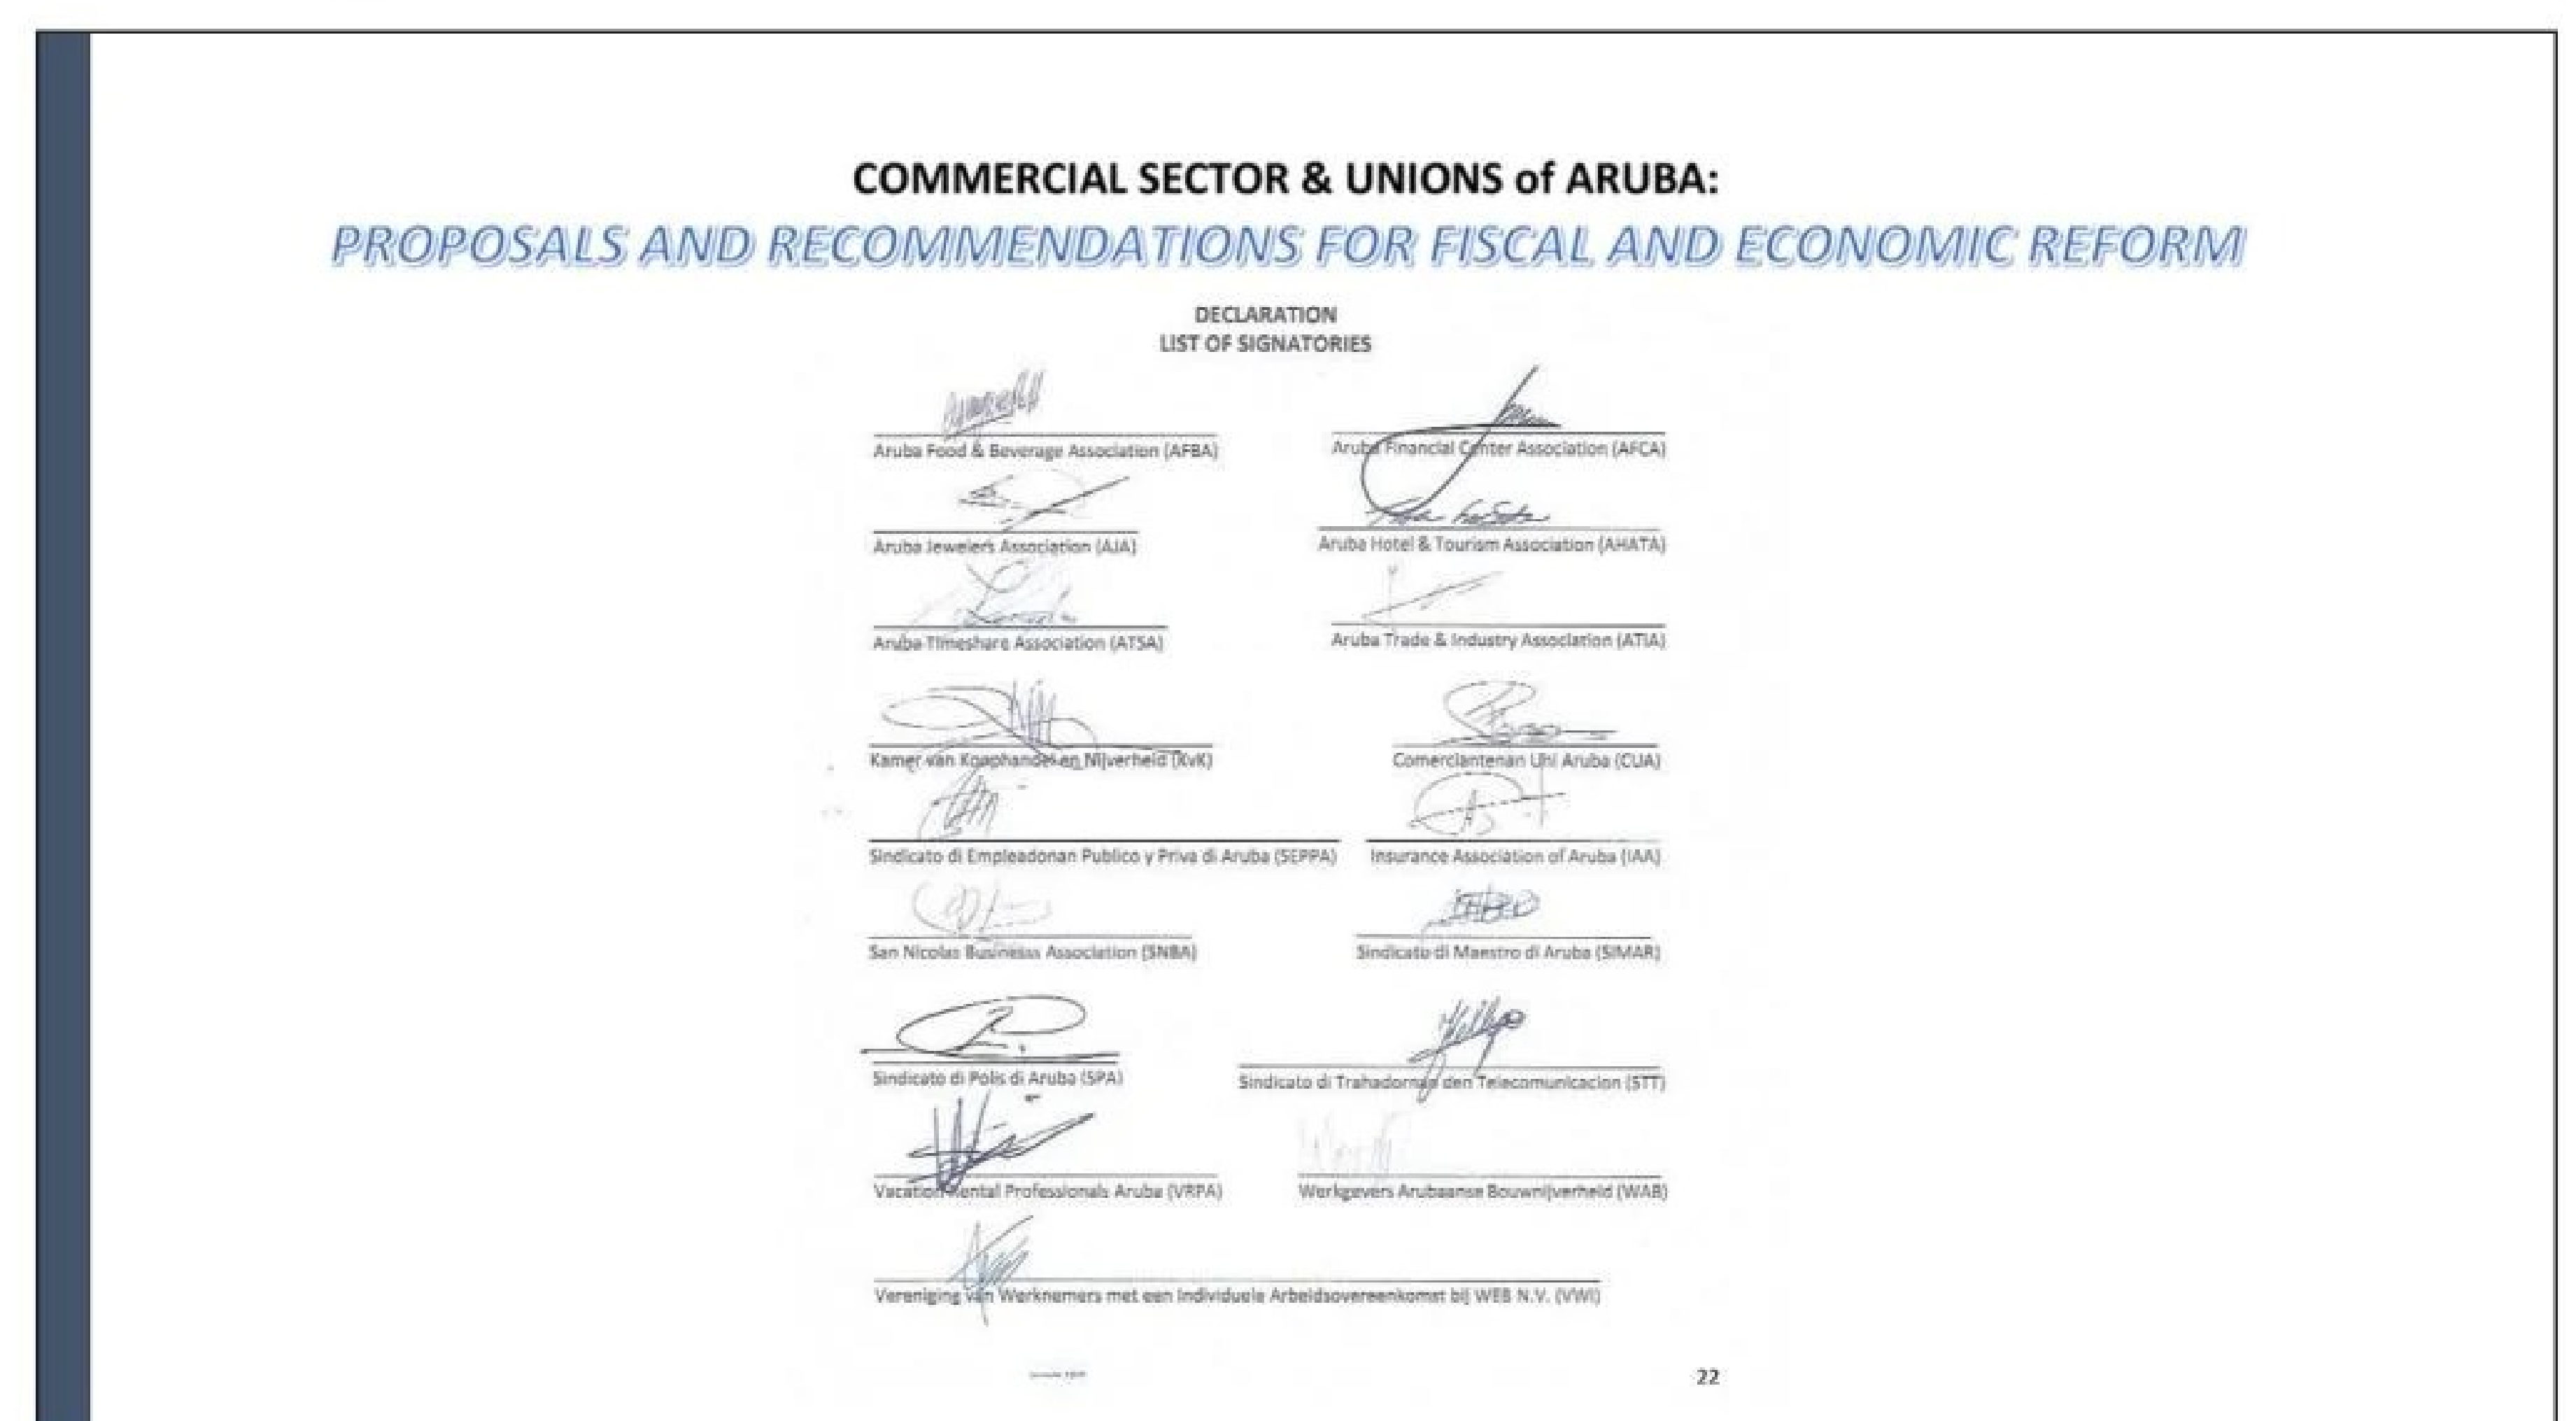 COMMERCIAL SECTOR & UNIONS of ARUBA:
PROPOSALS AND RECOMMENDATIONS FOR FISCAL AND ECONOMIC REFORM
DECLARATION
LIST OF SIGNATORIES
Aruba Food & Beverage Association (AFBA)
Aruba Financial Center Association (AFCA)
Aruba Jewelers Association (AJA)
Aruba Hotel & Tourism Association (AHATA)
Aruba Timeshare Association (ATSA)
Aruba Trade & Industry Association (ATIA)
Kamer van Koophandel en Nijverheid (KvK)
Comerciantenan Uni Aruba (CUA)
Sindicato di Empleadonan Publico y Priva di Aruba (SEPPA)
Insurance Association of Aruba (IAA)
San Nicolas Business Association (SNBA)
Sindicato di Maestro di Aruba (SIMAR)
Sindicato di Polis di Aruba (SPA)
Sindicato di Trahadornan den Telecomunicacion (STT)
Vacation Rental Professionals Aruba (VRPA)
Werkgevers Arubaanse Bouwnijverheid (WAB)
Vereniging van Werknemers met een Individuele Arbeidsovereenkomst bij WEB N.V. (VWI)
22